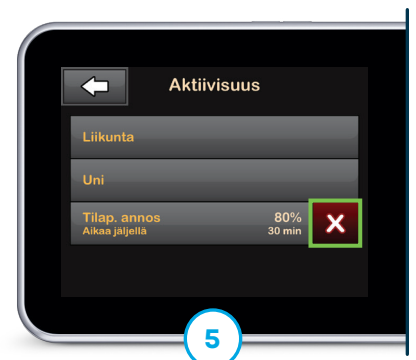 Aktiivisuus
Liikunta
Uni
Tilap. annos 80%
Aikaa jäljellä 30 min
5